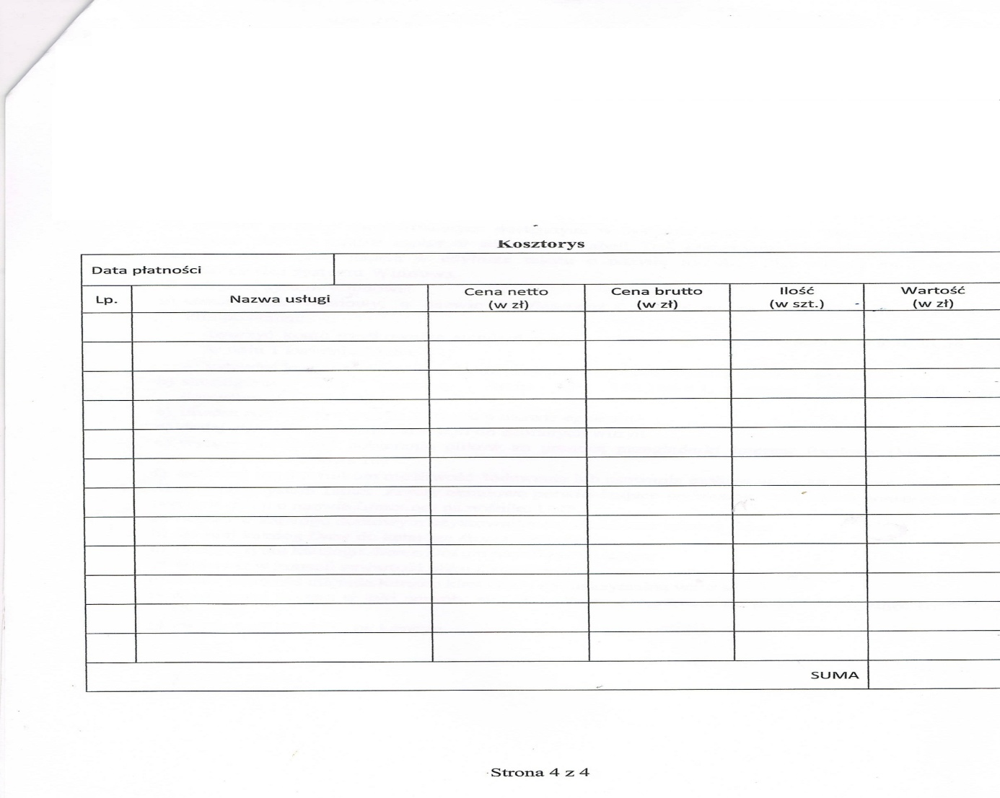 Kosztorys
Data płatności
Lp. Nazwa usługi Cena netto (w zł) Cena brutto (w zł) Ilość (w szt.) Wartość (w zł)
SUMA
Strona 4 z 4